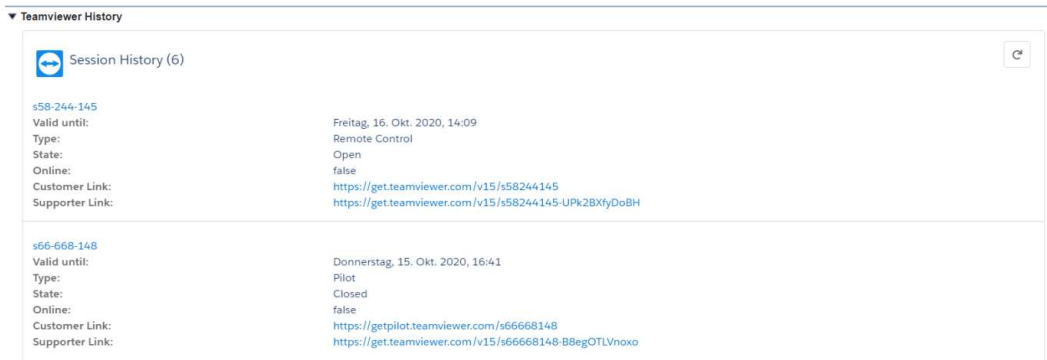 Teamviewer History
Session History (6)
s58-244-145
Valid until: Freitag, 16. Okt. 2020, 14:09
Type: Remote Control
State: Open
Online: false
Customer Link: https://get.teamviewer.com/v15/s58244145
Supporter Link: https://get.teamviewer.com/v15/s58244145-UPk2BXfyDoBH
s66-668-148
Valid until: Donnerstag, 15. Okt. 2020, 16:41
Type: Pilot
State: Closed
Online: false
Customer Link: https://getpilot.teamviewer.com/s66668148
Supporter Link: https://get.teamviewer.com/v15/s66668148-B8egOTLVnoxo